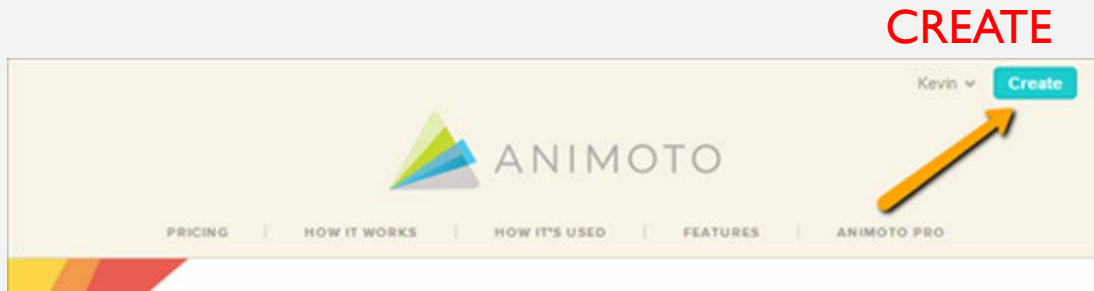 CREATE
Kevin Create
ANIMOTO
PRICING HOW IT WORKS HOW IT'S USED FEATURES ANIMOTO PRO